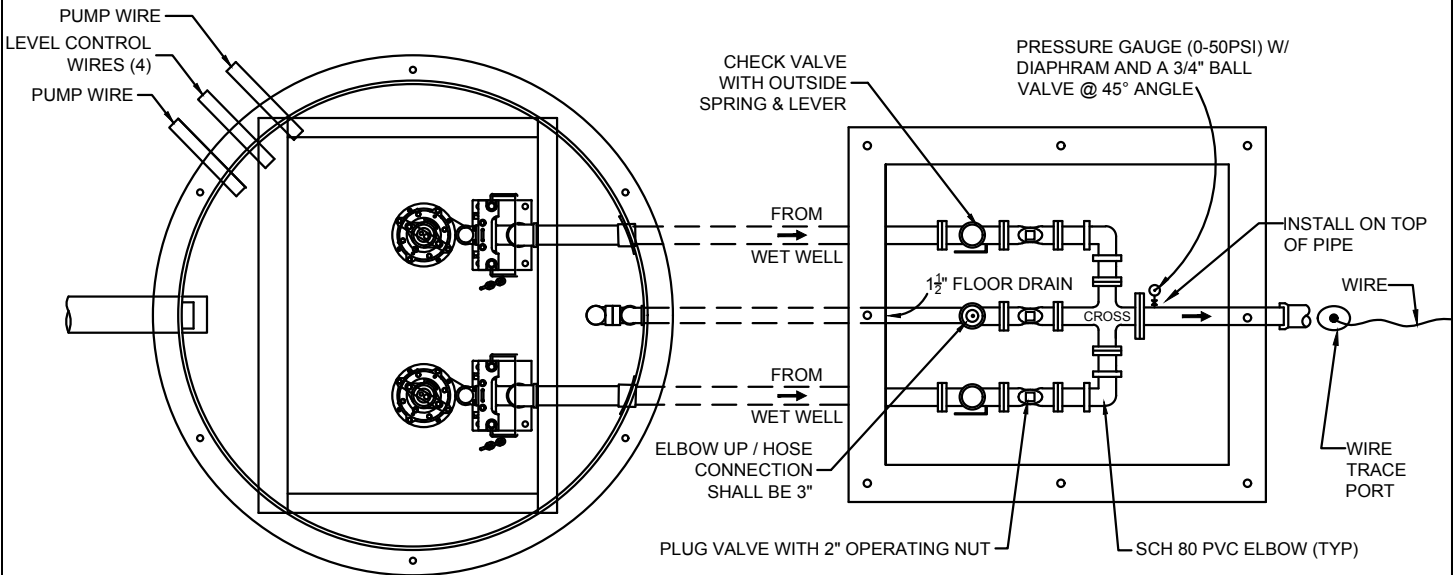 PUMP WIRE
LEVEL CONTROL
WIRES (4)
PUMP WIRE
CHECK VALVE
WITH OUTSIDE
SPRING & LEVER
PRESSURE GAUGE (0-50PSI) W/
DIAPHRAM AND A 3/4" BALL
VALVE @ 45° ANGLE
FROM
WET WELL
INSTALL ON TOP
OF PIPE
1 1/2" FLOOR DRAIN
CROSS
WIRE
FROM
WET WELL
ELBOW UP / HOSE
CONNECTION
SHALL BE 3"
WIRE
TRACE
PORT
PLUG VALVE WITH 2" OPERATING NUT
SCH 80 PVC ELBOW (TYP)